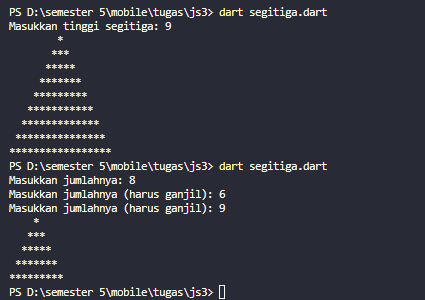 PS D:\semester 5\mobile\tugas\js3> dart segitiga.dart
Masukkan tinggi segitiga: 9
        *
       ***
      *****
     *******
    *********
   ***********
  *************
 ***************
*****************
PS D:\semester 5\mobile\tugas\js3> dart segitiga.dart
Masukkan jumlahnya: 8
Masukkan jumlahnya (harus ganjil): 6
Masukkan jumlahnya (harus ganjil): 9
    *
   ***
  *****
 *******
*********
PS D:\semester 5\mobile\tugas\js3>